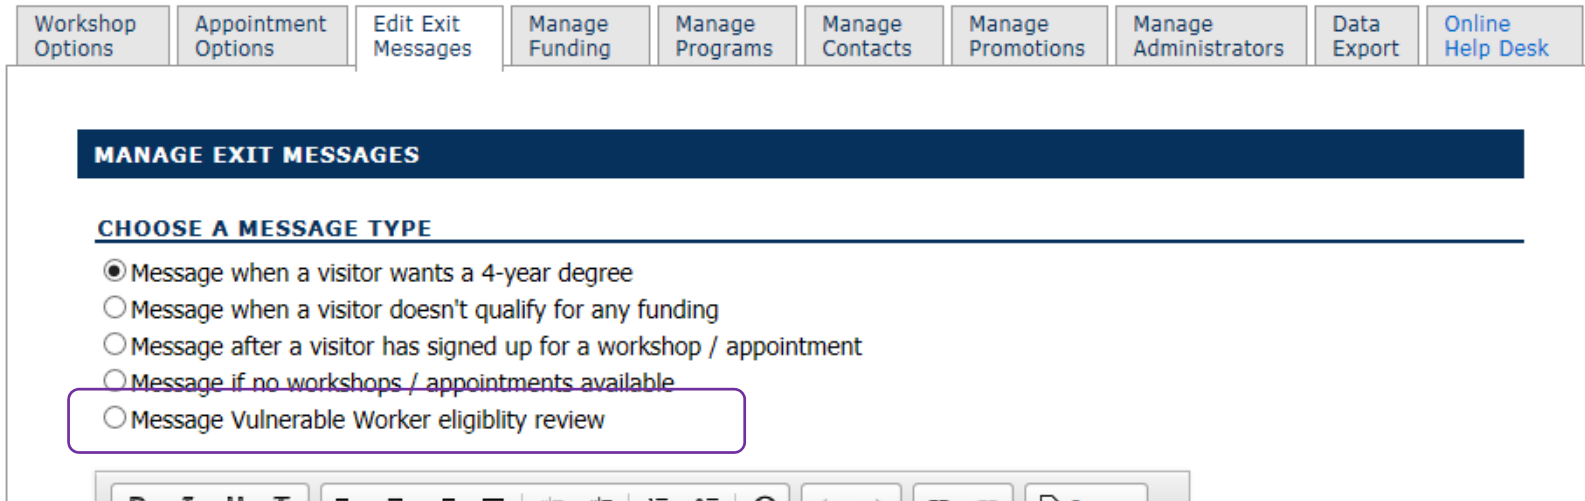 Workshop Options
Appointment Options
Edit Exit Messages
Manage Funding
Manage Programs
Manage Contacts
Manage Promotions
Manage Administrators
Data Export
Online Help Desk
MANAGE EXIT MESSAGES
CHOOSE A MESSAGE TYPE
Message when a visitor wants a 4-year degree
Message when a visitor doesn't qualify for any funding
Message after a visitor has signed up for a workshop / appointment
Message if no workshops / appointments available
Message Vulnerable Worker eligiblity review